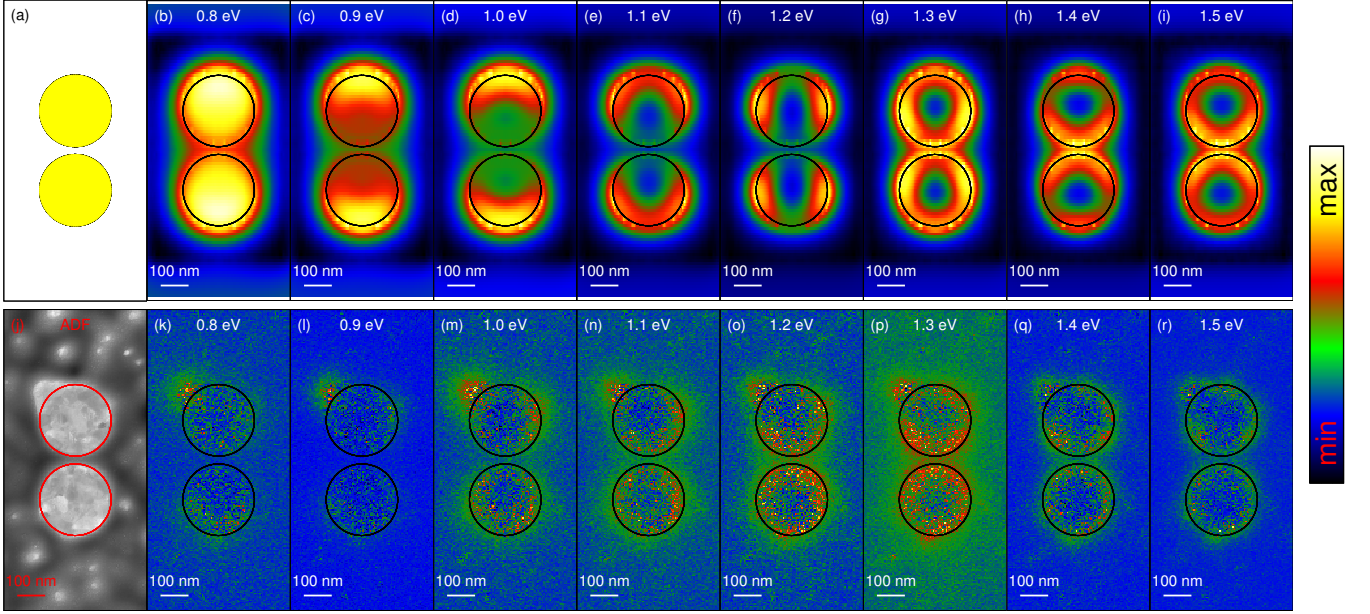 (a)
(b) 0.8 eV
(c) 0.9 eV
(d) 1.0 eV
(e) 1.1 eV
(f) 1.2 eV
(g) 1.3 eV
(h) 1.4 eV
(i) 1.5 eV
100 nm
100 nm
100 nm
100 nm
100 nm
100 nm
100 nm
100 nm
max
min
(j) ADF
(k) 0.8 eV
(l) 0.9 eV
(m) 1.0 eV
(n) 1.1 eV
(o) 1.2 eV
(p) 1.3 eV
(q) 1.4 eV
(r) 1.5 eV
100 nm
100 nm
100 nm
100 nm
100 nm
100 nm
100 nm
100 nm
100 nm